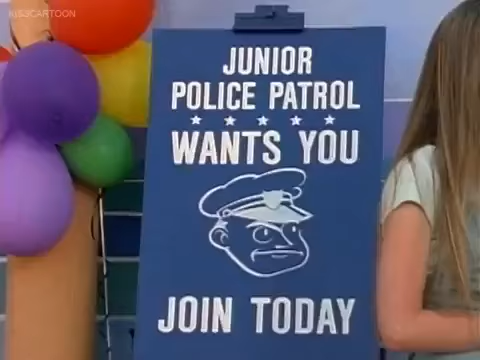 KISSCARTOON
JUNIOR
POLICE PATROL
WANTS YOU
JOIN TODAY